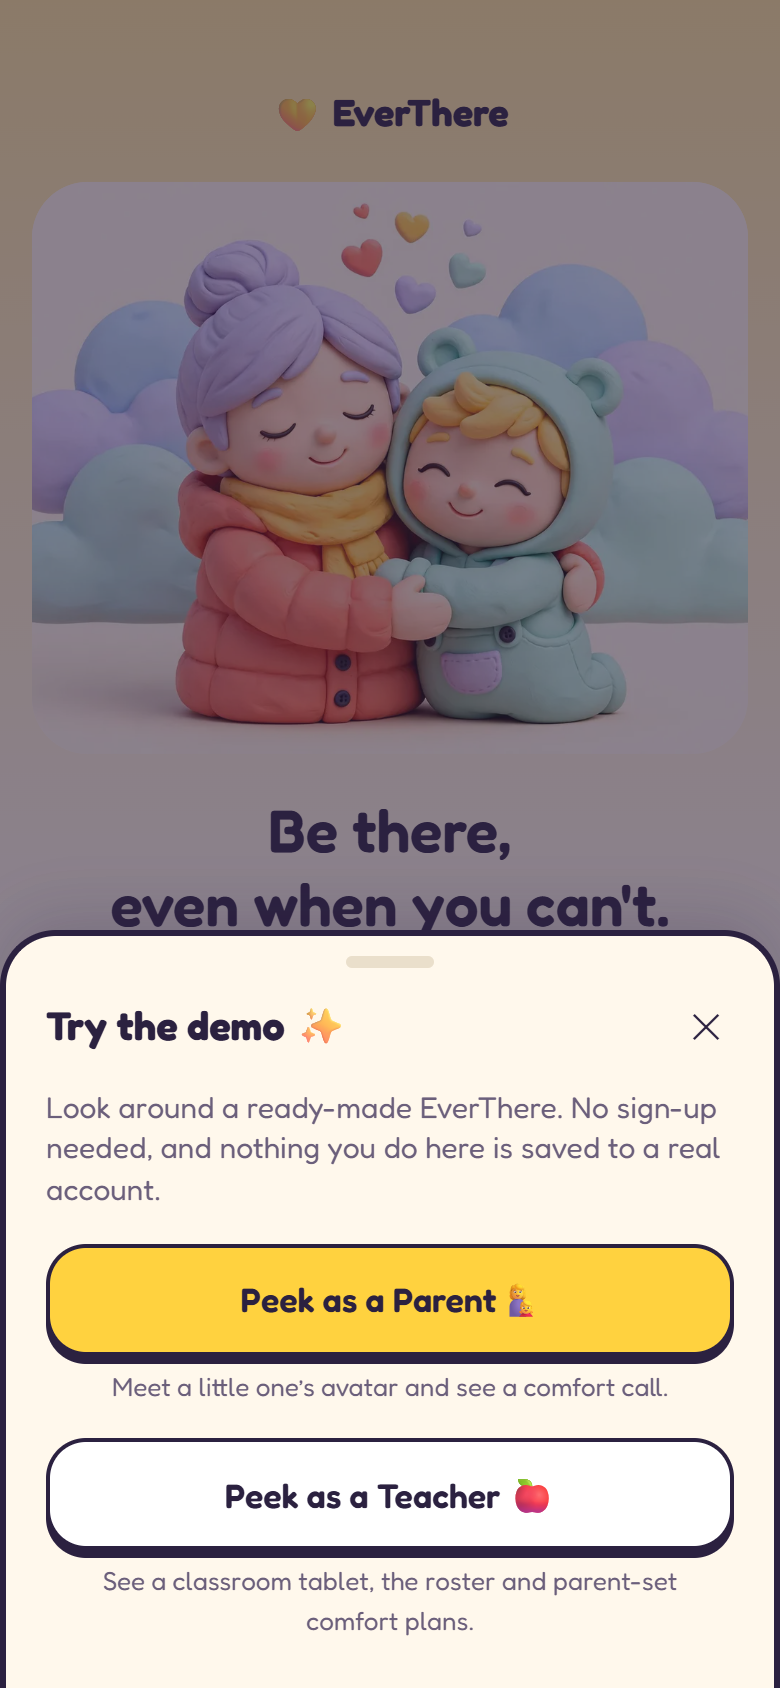 EverThere
Be there,
even when you can't.
Try the demo ✨
Look around a ready-made EverThere. No sign-up
needed, and nothing you do here is saved to a real
account.
Peek as a Parent
Meet a little one’s avatar and see a comfort call.
Peek as a Teacher 🍎
See a classroom tablet, the roster and parent-set
comfort plans.